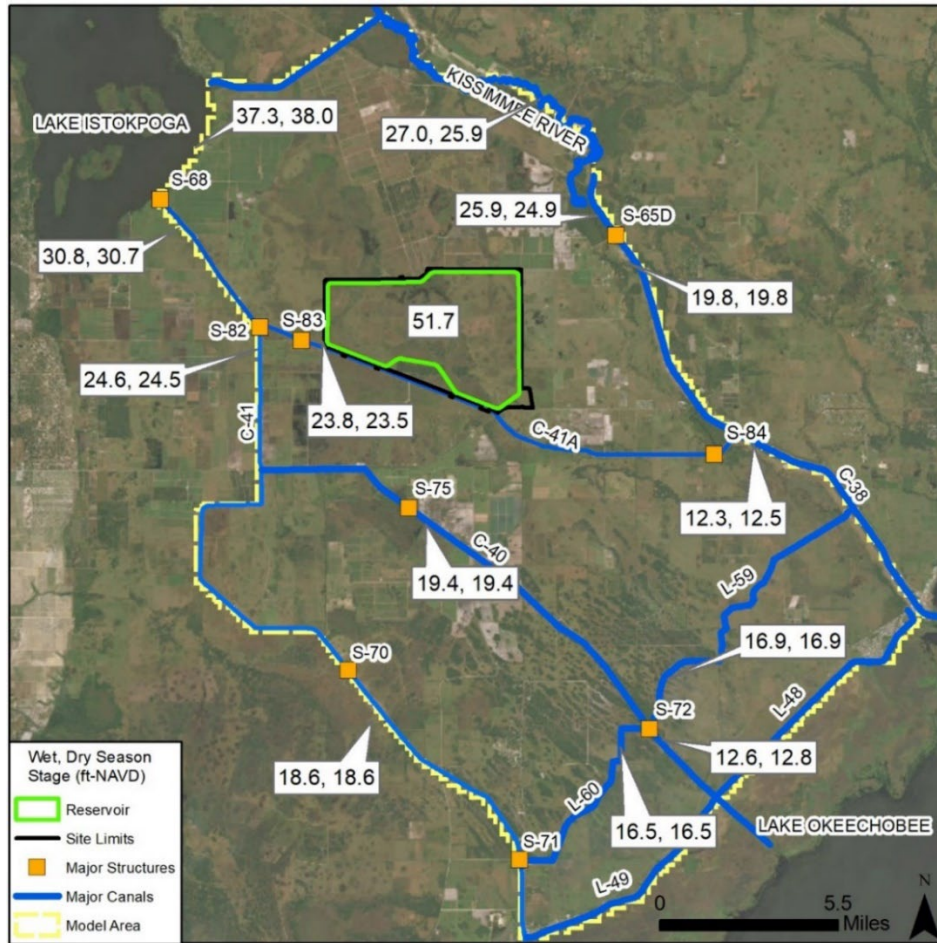 KISSIMMEE RIVER
LAKE ISTOKPOGA
37.3, 38.0
27.0, 25.9
S-68
25.9, 24.9
S-65D
30.8, 30.7
19.8, 19.8
51.7
S-82
S-83
24.6, 24.5
23.8, 23.5
C-41
C-41A
S-84
C-38
S-75
12.3, 12.5
C-40
19.4, 19.4
L-59
16.9, 16.9
S-70
L-48
S-72
12.6, 12.8
18.6, 18.6
L-60
16.5, 16.5
LAKE OKEECHOBEE
S-71
L-49
Wet, Dry Season
Stage (ft-NAVD)
Reservoir
Site Limits
Major Structures
Major Canals
Model Area
N
0 5.5
Miles